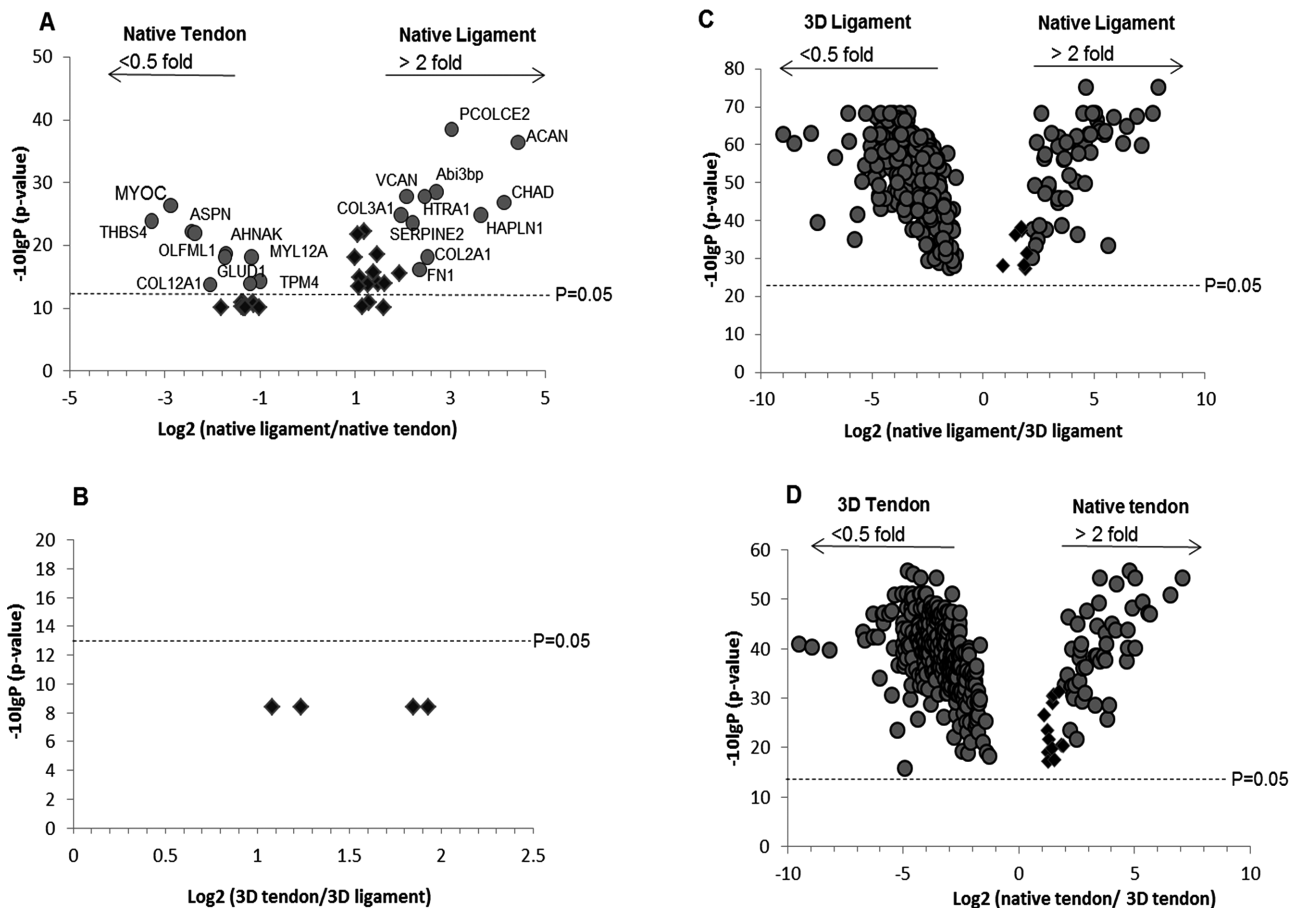 A
Native Tendon
Native Ligament
<0.5 fold
> 2 fold
50
40
30
20
10
0
-10lgP (p-value)
PCOLCE2
ACAN
MYOC
VCAN
Abi3bp
CHAD
ASPN
COL3A1
HTRA1
THBS4
HAPLN1
OLFML1
AHNAK
MYL12A
SERPINE2
COL2A1
GLUD1
FN1
COL12A1
TPM4
P=0.05
-5
-3
-1
1
3
5
Log2 (native ligament/native tendon)
B
20
18
16
14
12
10
8
6
4
2
0
-10lgP (p-value)
P=0.05
0
0.5
1
1.5
2
2.5
Log2 (3D tendon/3D ligament)
C
3D Ligament
Native Ligament
<0.5 fold
> 2 fold
80
70
60
50
40
30
20
10
0
-10lgP (p-value)
P=0.05
-10
-5
0
5
10
Log2 (native ligament/3D ligament
D
3D Tendon
Native tendon
<0.5 fold
> 2 fold
60
50
40
30
20
10
0
-10lgP (p-value)
P=0.05
-10
-5
0
5
10
Log2 (native tendon/ 3D tendon)